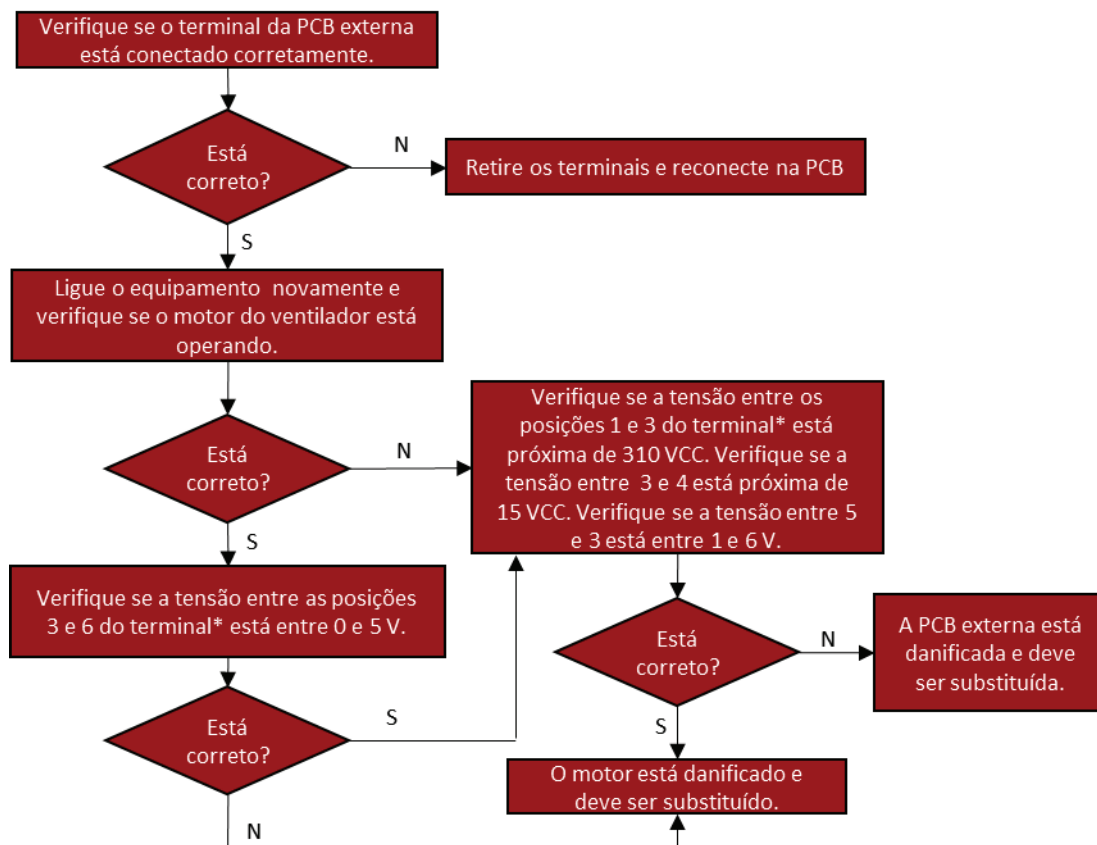 Verifique se o terminal da PCB externa
está conectado corretamente.
Está
correto?
N
Retire os terminais e reconecte na PCB
S
Ligue o equipamento novamente e
verifique se o motor do ventilador está
operando.
Está
correto?
N
Verifique se a tensão entre os
posições 1 e 3 do terminal* está
próxima de 310 VCC. Verifique se a
tensão entre 3 e 4 está próxima de
15 VCC. Verifique se a tensão entre 5
e 3 está entre 1 e 6 V.
S
Verifique se a tensão entre as posições
3 e 6 do terminal* está entre 0 e 5 V.
Está
correto?
N
A PCB externa está
danificada e deve
ser substituída.
Está
correto?
S
S
O motor está danificado e
deve ser substituído.
N